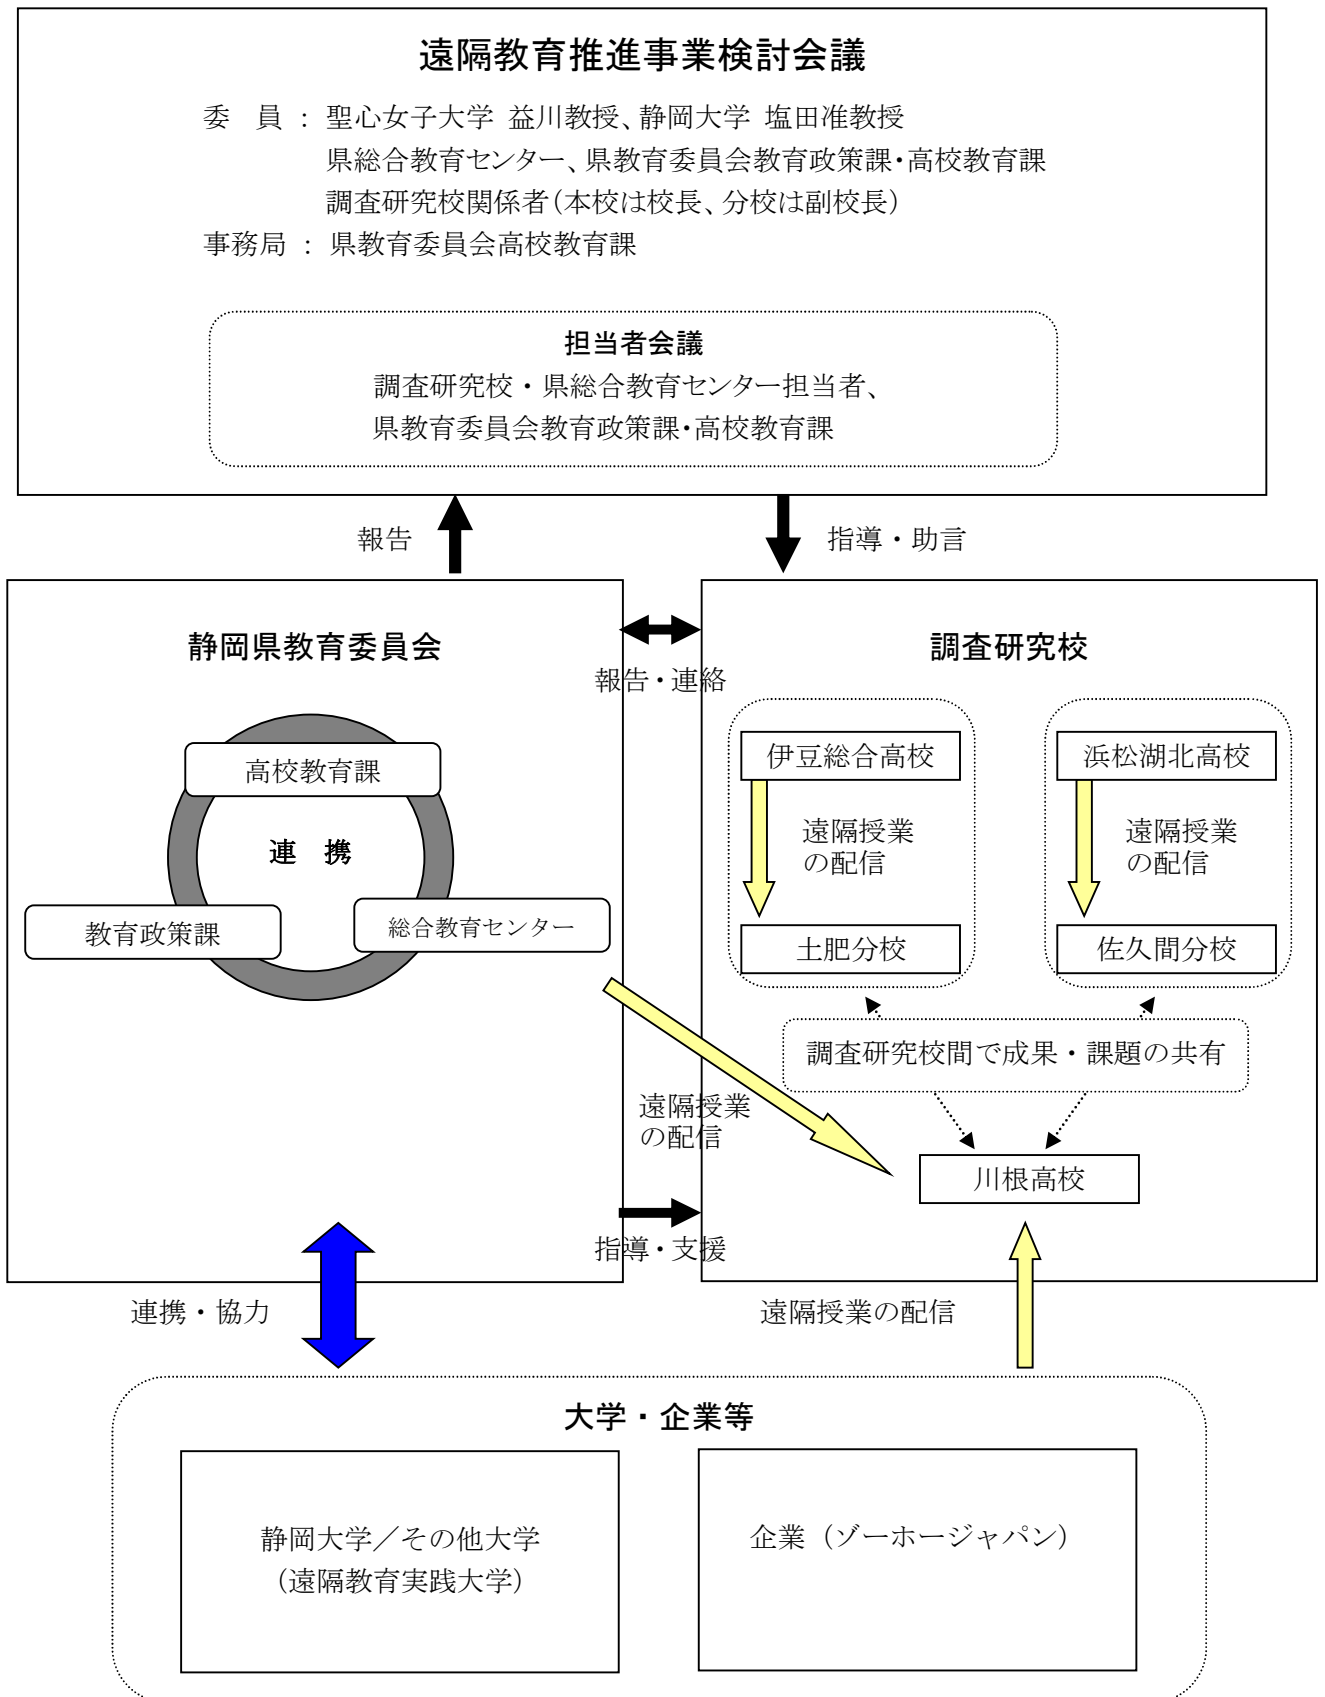 遠隔教育推進事業検討会議
委　員 : 聖心女子大学 益川教授、静岡大学 塩田准教授
県総合教育センター、県教育委員会教育政策課・高校教育課
調査研究校関係者(本校は校長、分校は副校長)
事務局 : 県教育委員会高校教育課
担当者会議
調査研究校・県総合教育センター担当者、
県教育委員会教育政策課・高校教育課
報告
指導・助言
静岡県教育委員会
報告・連絡
高校教育課
連　携
教育政策課
総合教育センター
調査研究校
伊豆総合高校
遠隔授業
の配信
土肥分校
浜松湖北高校
遠隔授業
の配信
佐久間分校
調査研究校間で成果・課題の共有
遠隔授業
の配信
川根高校
指導・支援
連携・協力
遠隔授業の配信
大学・企業等
静岡大学／その他大学
(遠隔教育実践大学)
企業（ゾーホージャパン）